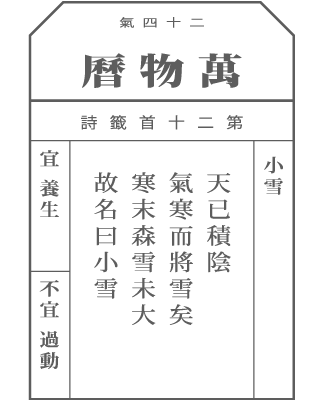 二十四氣
萬物曆
第二十首籤詩
小雪
天已積陰
氣寒而將雪矣
寒末森雪未大
故名曰小雪
宜 養生
不宜 過動